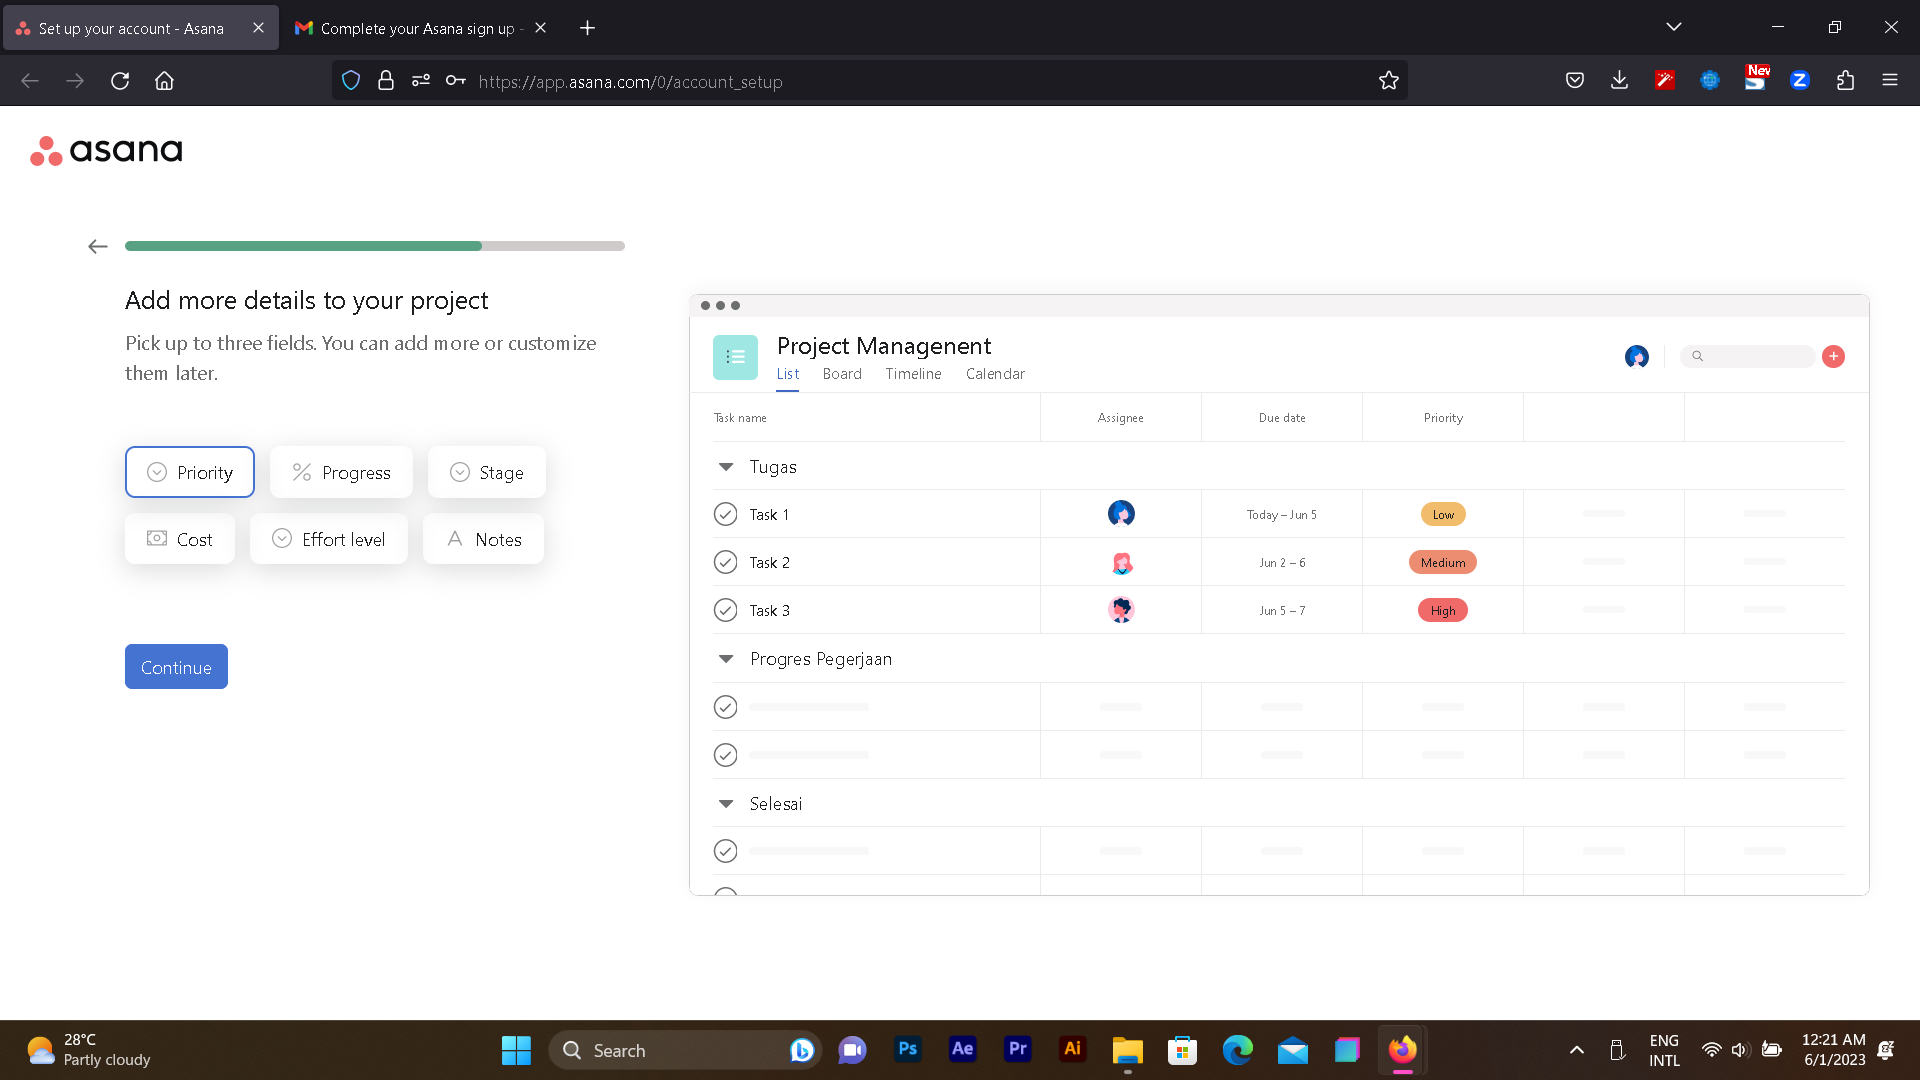 Set up your account - Asana
Complete your Asana sign up -
https://app.asana.com/0/account_setup
New
asana
Add more details to your project
Pick up to three fields. You can add more or customize
them later.
Priority
Progress
Stage
Cost
Effort level
Notes
Continue
Project Managenent
List Board Timeline Calendar
Task name Assignee Due date Priority
Tugas
Task 1 Today – Jun 5 Low
Task 2 Jun 2 – 6 Medium
Task 3 Jun 5 – 7 High
Progres Pegerjaan
Selesai
28°C
Partly cloudy
Search
Ps
Ae
Pr
Ai
ENG
INTL
12:21 AM
6/1/2023